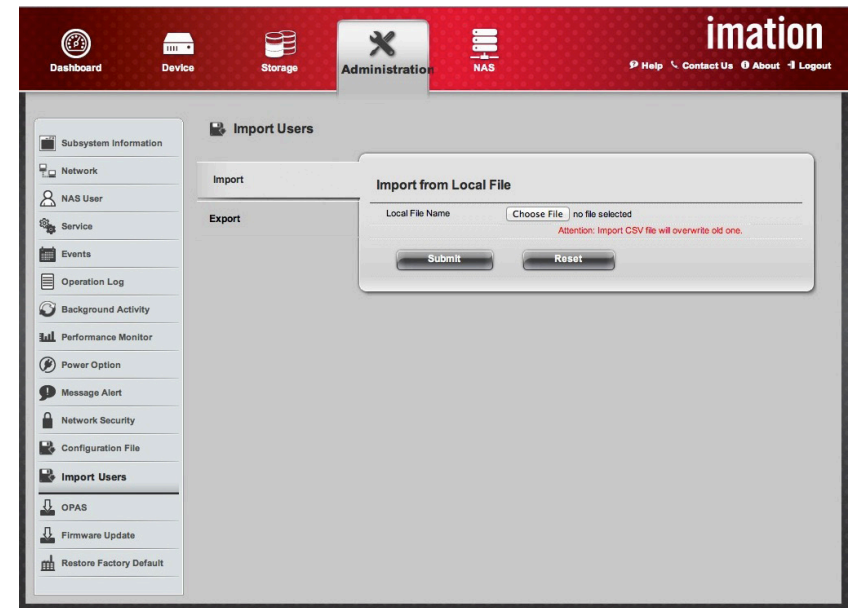 imation
Dashboard
Device
Storage
Administration
NAS
Help Contact Us About Logout
Subsystem Information
Network
NAS User
Service
Events
Operation Log
Background Activity
Performance Monitor
Power Option
Message Alert
Network Security
Configuration File
Import Users
OPAS
Firmware Update
Restore Factory Default
Import Users
Import
Export
Import from Local File
Local File Name Choose File no file selected
Attention: Import CSV file will overwrite old one.
Submit Reset